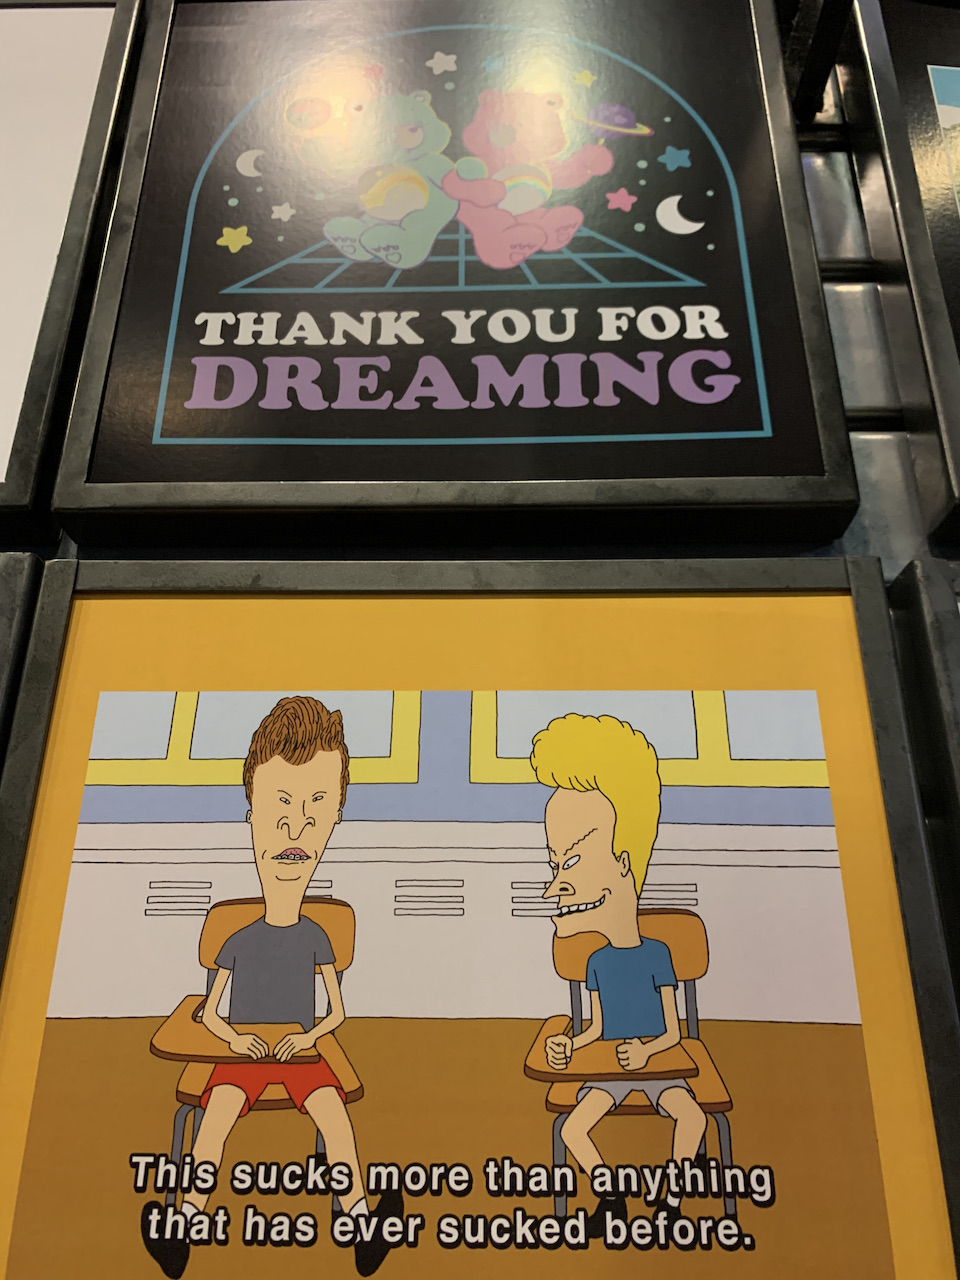 THANK YOU FOR
DREAMING
This sucks more than anything
that has ever sucked before.